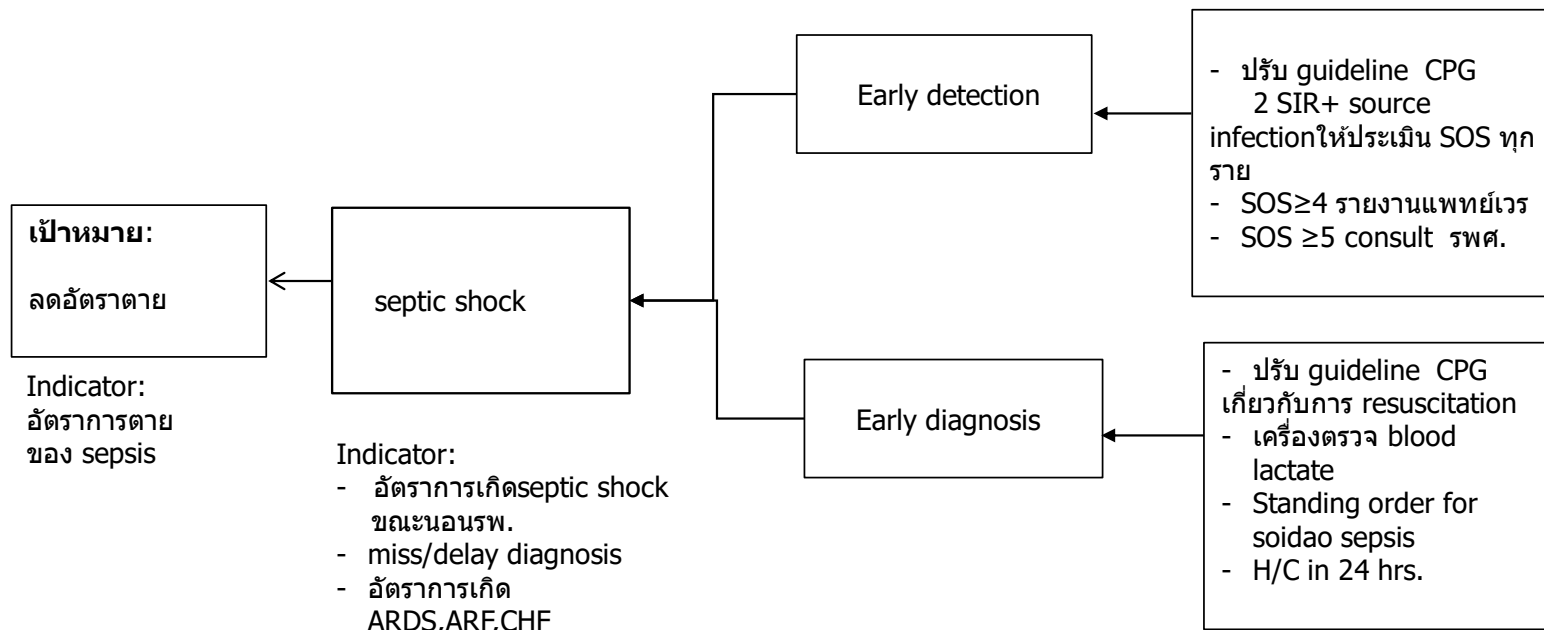 เป้าหมาย:
ลดอัตราตาย
Indicator:
อัตราการตาย
ของ sepsis
septic shock
Indicator:
- อัตราการเกิดseptic shock
ขณะนอนรพ.
- miss/delay diagnosis
- อัตราการเกิด
ARDS,ARF,CHF
Early detection
Early diagnosis
- ปรับ guideline CPG
2 SIR+ source
infectionให้ประเมิน SOS ทุก
ราย
- SOS≥4 รายงานแพทย์เวร
- SOS ≥5 consult รพศ.
- ปรับ guideline CPG
เกี่ยวกับการ resuscitation
- เครื่องตรวจ blood
lactate
- Standing order for
soidao sepsis
- H/C in 24 hrs.